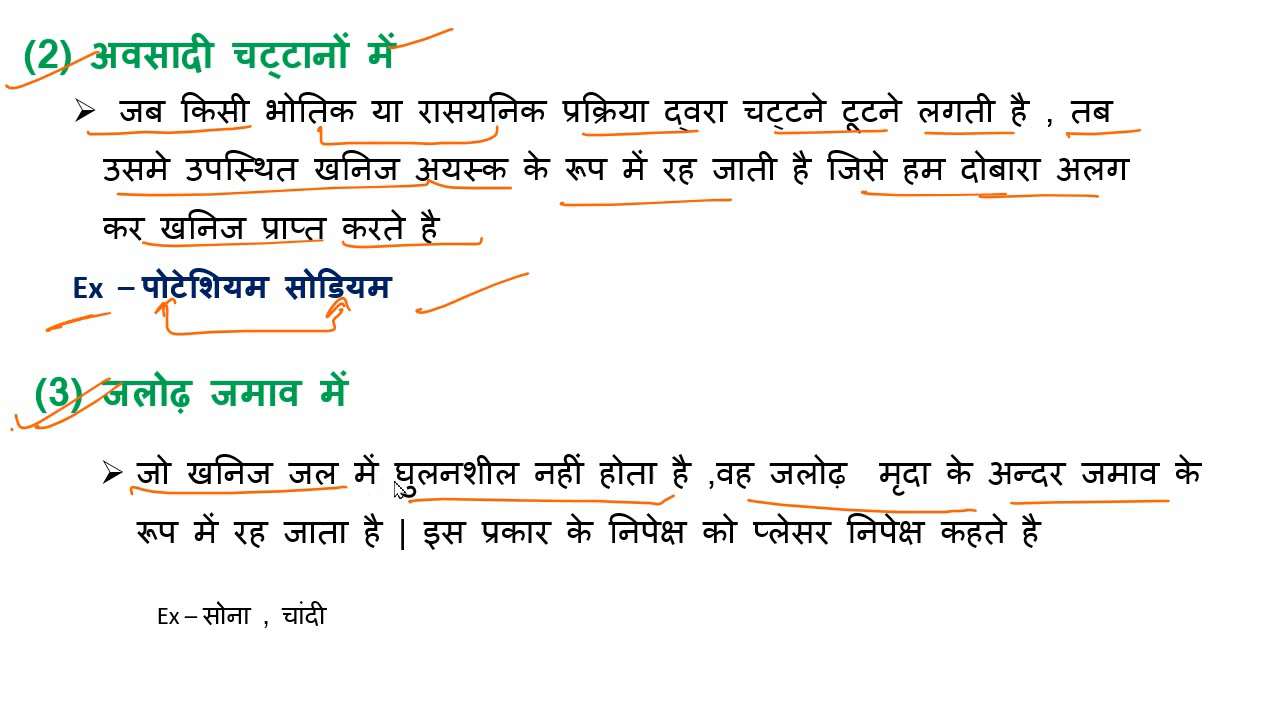 (2) अवसादी चट्टानों में
➢ जब किसी भोतिक या रासयनिक प्रक्रिया द्वरा चट्टने टूटने लगती है , तब
उसमे उपस्थित खनिज अयस्क के रूप में रह जाती है जिसे हम दोबारा अलग
कर खनिज प्राप्त करते है
Ex – पोटेशियम सोडियम
(3) जलोढ़ जमाव में
➢ जो खनिज जल में घुलनशील नहीं होता है ,वह जलोढ़ मृदा के अन्दर जमाव के
रूप में रह जाता है | इस प्रकार के निपेक्ष को प्लेसर निपेक्ष कहते है
Ex – सोना , चांदी